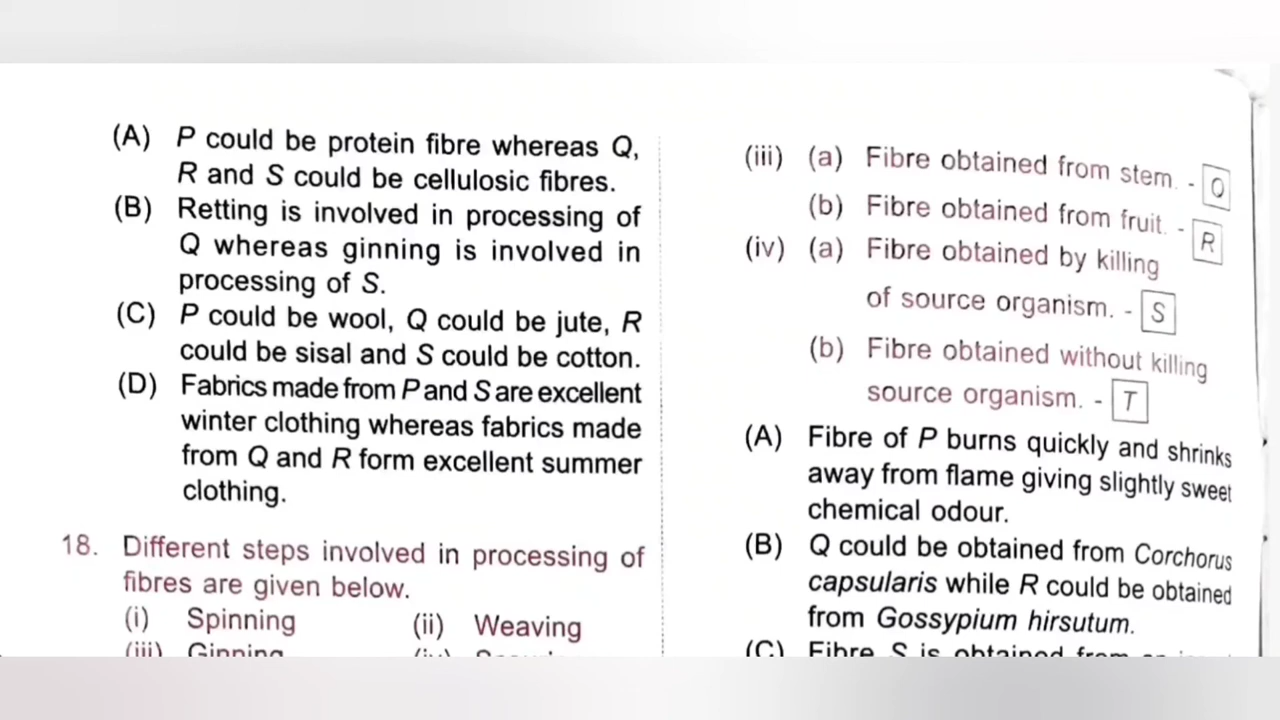 (A) P could be protein fibre whereas Q,
R and S could be cellulosic fibres.
(B) Retting is involved in processing of
Q whereas ginning is involved in
processing of S.
(C) P could be wool, Q could be jute, R
could be sisal and S could be cotton.
(D) Fabrics made from P and S are excellent
winter clothing whereas fabrics made
from Q and R form excellent summer
clothing.
18. Different steps involved in processing of
fibres are given below.
(i) Spinning (ii) Weaving
(iii) Ginning
(iii) (a) Fibre obtained from stem. - Q
(b) Fibre obtained from fruit. - R
(iv) (a) Fibre obtained by killing
of source organism. - S
(b) Fibre obtained without killing
source organism. - T
(A) Fibre of P burns quickly and shrinks
away from flame giving slightly sweet
chemical odour.
(B) Q could be obtained from Corchorus
capsularis while R could be obtained
from Gossypium hirsutum.
(C) Fibre S is obtained from